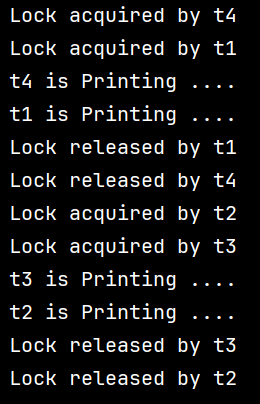 Lock acquired by t4
Lock acquired by t1
t4 is Printing ....
t1 is Printing ....
Lock released by t1
Lock released by t4
Lock acquired by t2
Lock acquired by t3
t3 is Printing ....
t2 is Printing ....
Lock released by t3
Lock released by t2